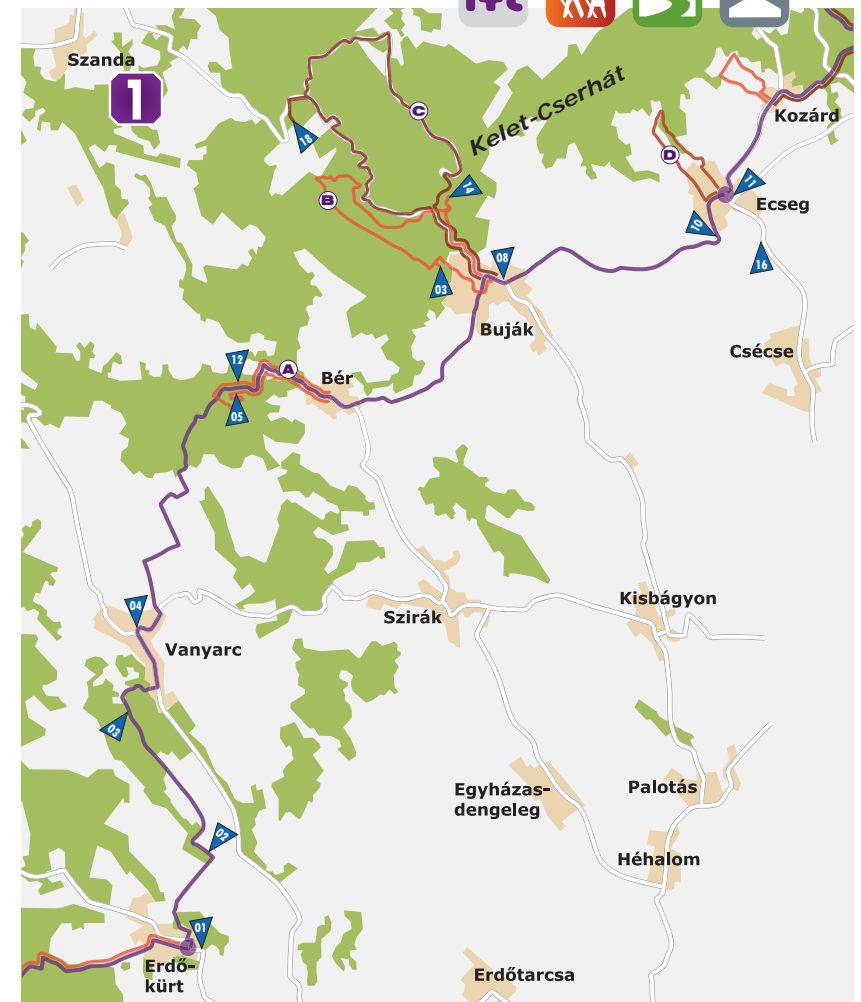 i+t
Szanda
1
C
Kelet-Cserhát
Kozárd
18
D
B
14
11
Ecseg
10
08
16
03
Buják
Csécse
12
A
Bér
05
04
Szirák
Kisbágyon
Vanyarc
03
Egyházas-
dengeleg
Palotás
02
Héhalom
01
Erdő-
kürt
Erdőtarcsa